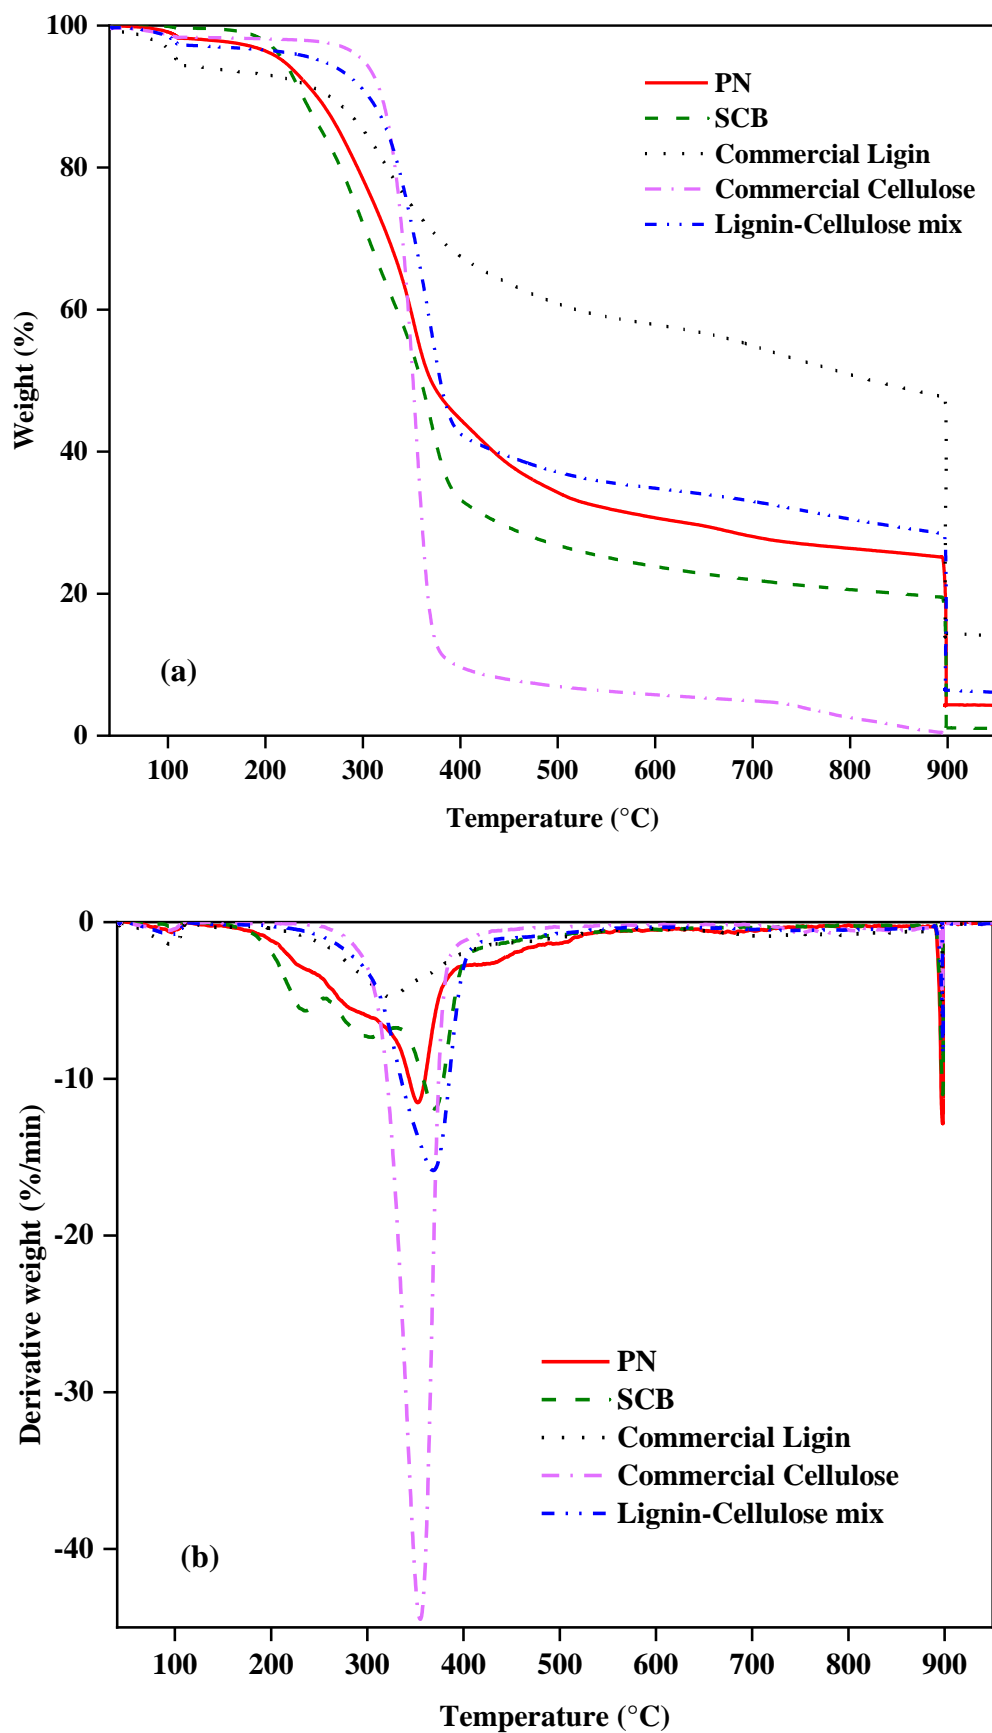 100
80
60
40
20
0
Weight (%)
PN
SCB
Commercial Ligin
Commercial Cellulose
Lignin-Cellulose mix
(a)
100 200 300 400 500 600 700 800 900
Temperature (°C)
0
-10
-20
-30
-40
Derivative weight (%/min)
PN
SCB
Commercial Ligin
Commercial Cellulose
Lignin-Cellulose mix
(b)
100 200 300 400 500 600 700 800 900
Temperature (°C)